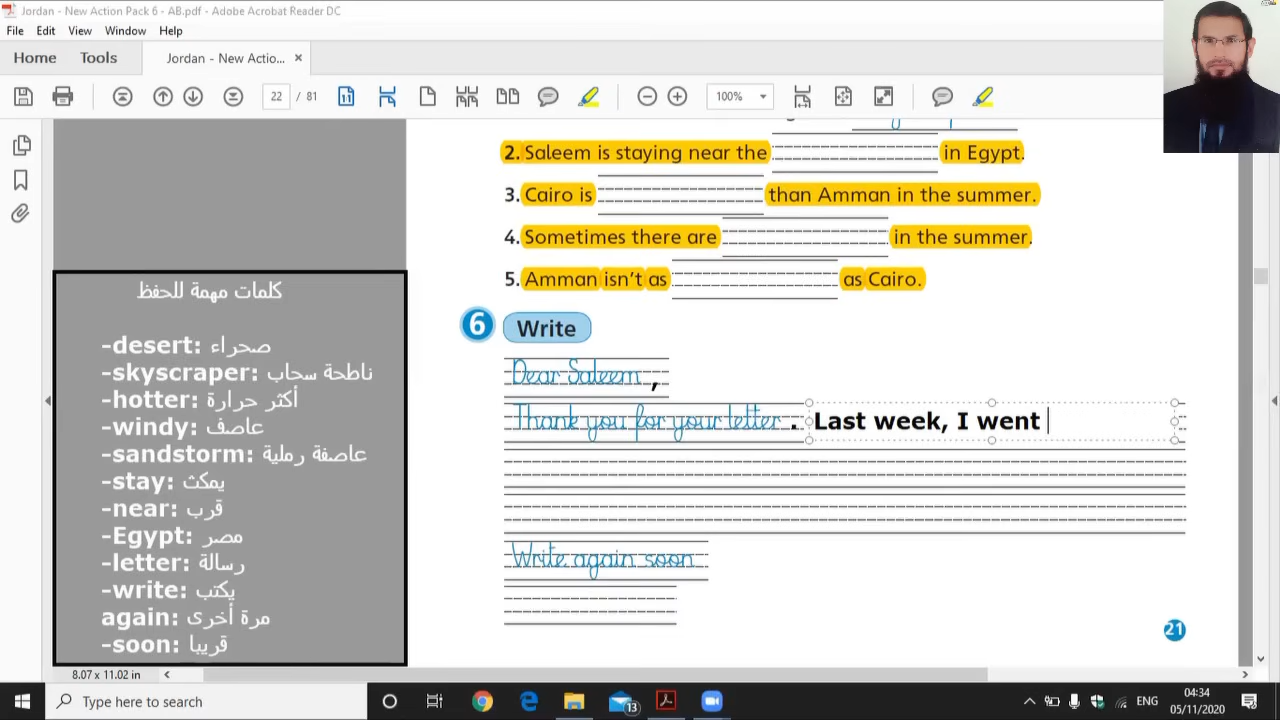 Jordan - New Action Pack 6 - AB.pdf - Adobe Acrobat Reader DC
File Edit View Window Help
Home Tools Jordan - New Actio... ×
22 / 81 100%
2. Saleem is staying near the in Egypt.
3. Cairo is than Amman in the summer.
4. Sometimes there are in the summer.
5. Amman isn't as as Cairo.
6 Write
Dear Saleem ,
Thank you for your letter . Last week, I went
Write again soon
21
كلمات مهمة للحفظ
-desert: صحراء
-skyscraper: ناطحة سحاب
-hotter: أكثر حرارة
-windy: عاصف
-sandstorm: عاصفة رملية
-stay: يمكث
-near: قرب
-Egypt: مصر
-letter: رسالة
-write: يكتب
again: مرة أخرى
-soon: قريبا
8.07 x 11.02 in
Type here to search
13
ENG
04:34
05/11/2020